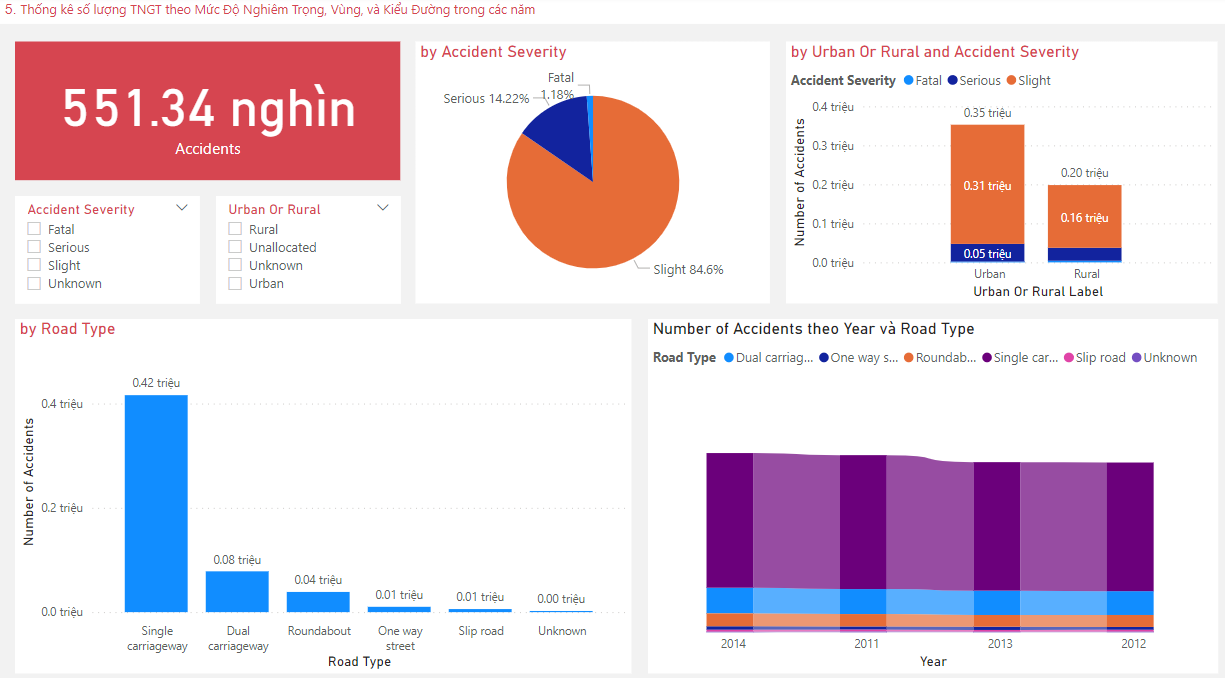 5. Thống kê số lượng TNGT theo Mức Độ Nghiêm Trọng, Vùng, và Kiểu Đường trong các năm
551.34 nghìn
Accidents
Accident Severity
Fatal
Serious
Slight
Unknown
Urban Or Rural
Rural
Unallocated
Unknown
Urban
by Accident Severity
Fatal
1.18%
Serious 14.22%
Slight 84.6%
by Urban Or Rural and Accident Severity
Accident Severity Fatal Serious Slight
Number of Accidents
0.4 triệu
0.3 triệu
0.2 triệu
0.1 triệu
0.0 triệu
0.35 triệu
0.31 triệu
0.05 triệu
0.20 triệu
0.16 triệu
Urban Rural
Urban Or Rural Label
by Road Type
Number of Accidents
0.4 triệu
0.2 triệu
0.0 triệu
0.42 triệu
0.08 triệu
0.04 triệu
0.01 triệu
0.01 triệu
0.00 triệu
Single
carriageway
Dual
carriageway
Roundabout
One way
street
Slip road
Unknown
Road Type
Number of Accidents theo Year và Road Type
Road Type Dual carriag... One way s... Roundab... Single car... Slip road Unknown
2014 2011 2013 2012
Year